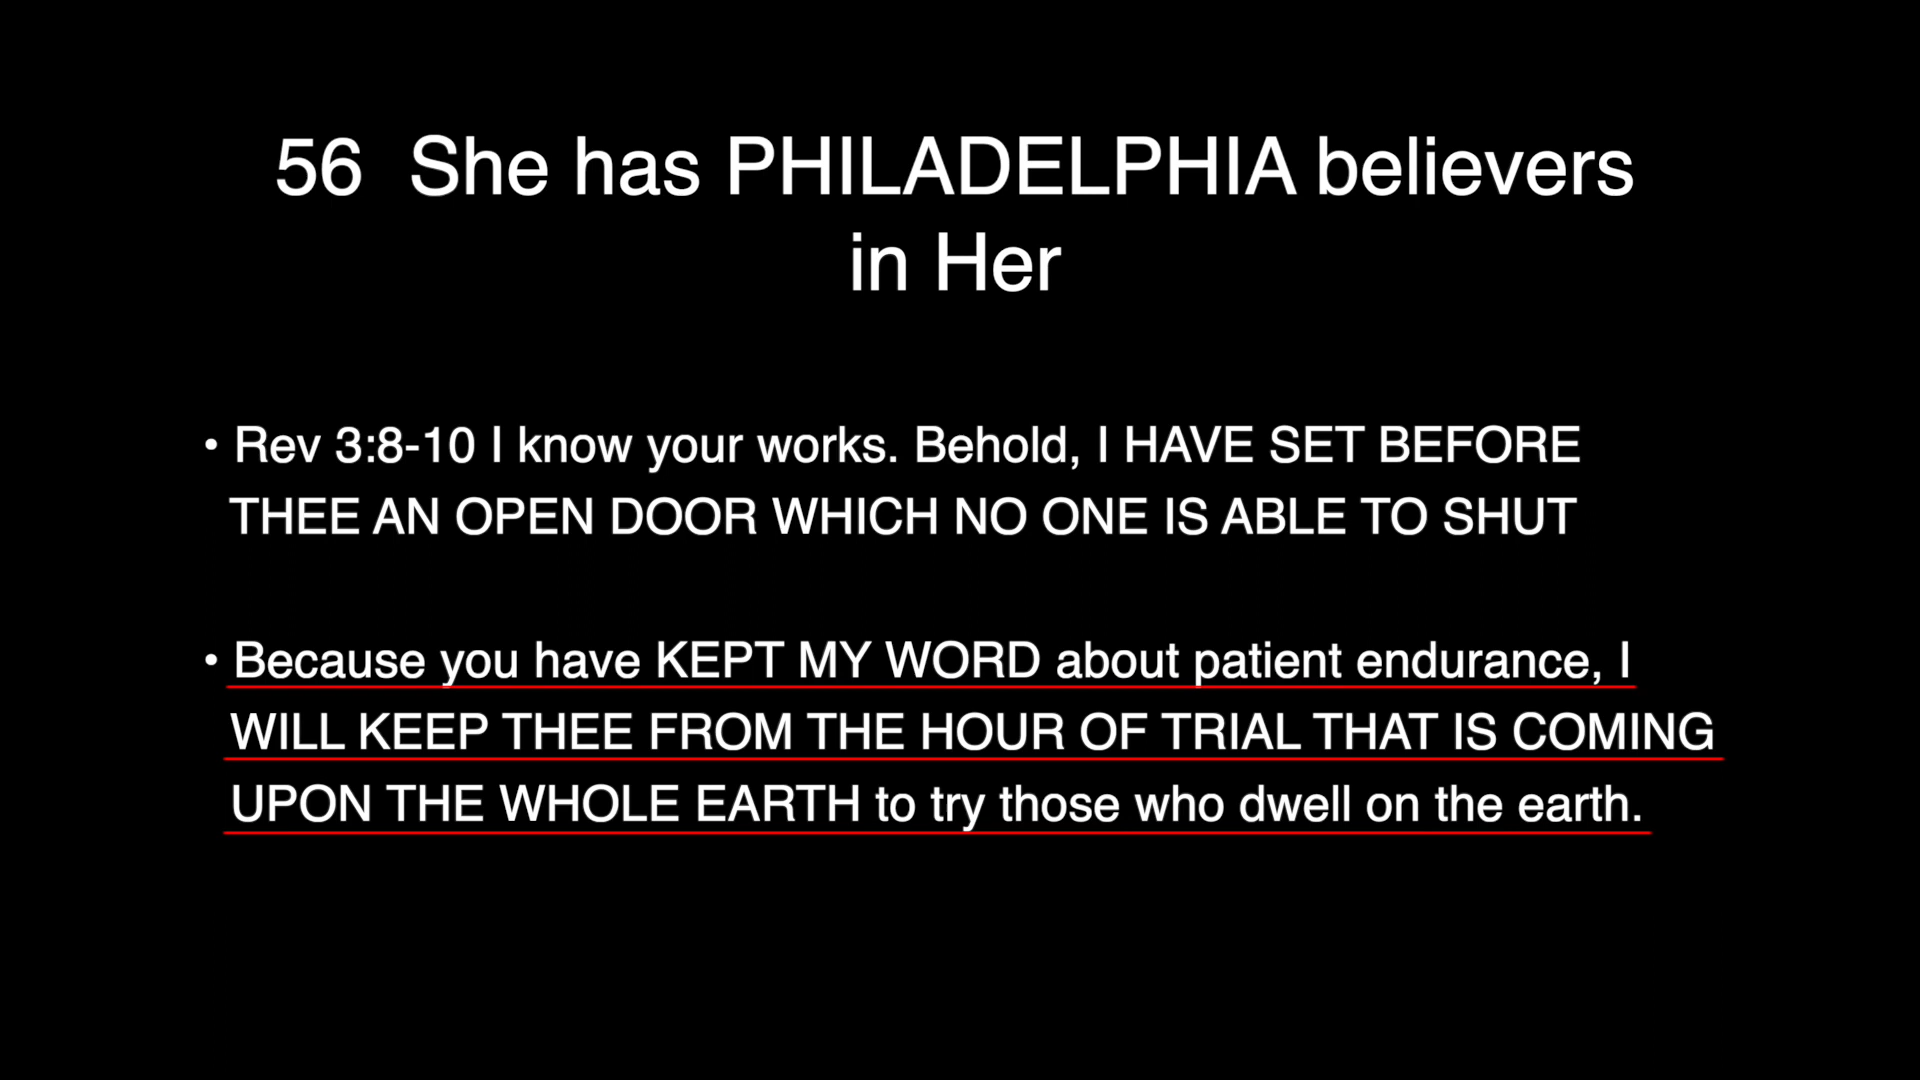 56  She has PHILADELPHIA believers
in Her
• Rev 3:8-10 I know your works. Behold, I HAVE SET BEFORE
THEE AN OPEN DOOR WHICH NO ONE IS ABLE TO SHUT
• Because you have KEPT MY WORD about patient endurance, I
WILL KEEP THEE FROM THE HOUR OF TRIAL THAT IS COMING
UPON THE WHOLE EARTH to try those who dwell on the earth.